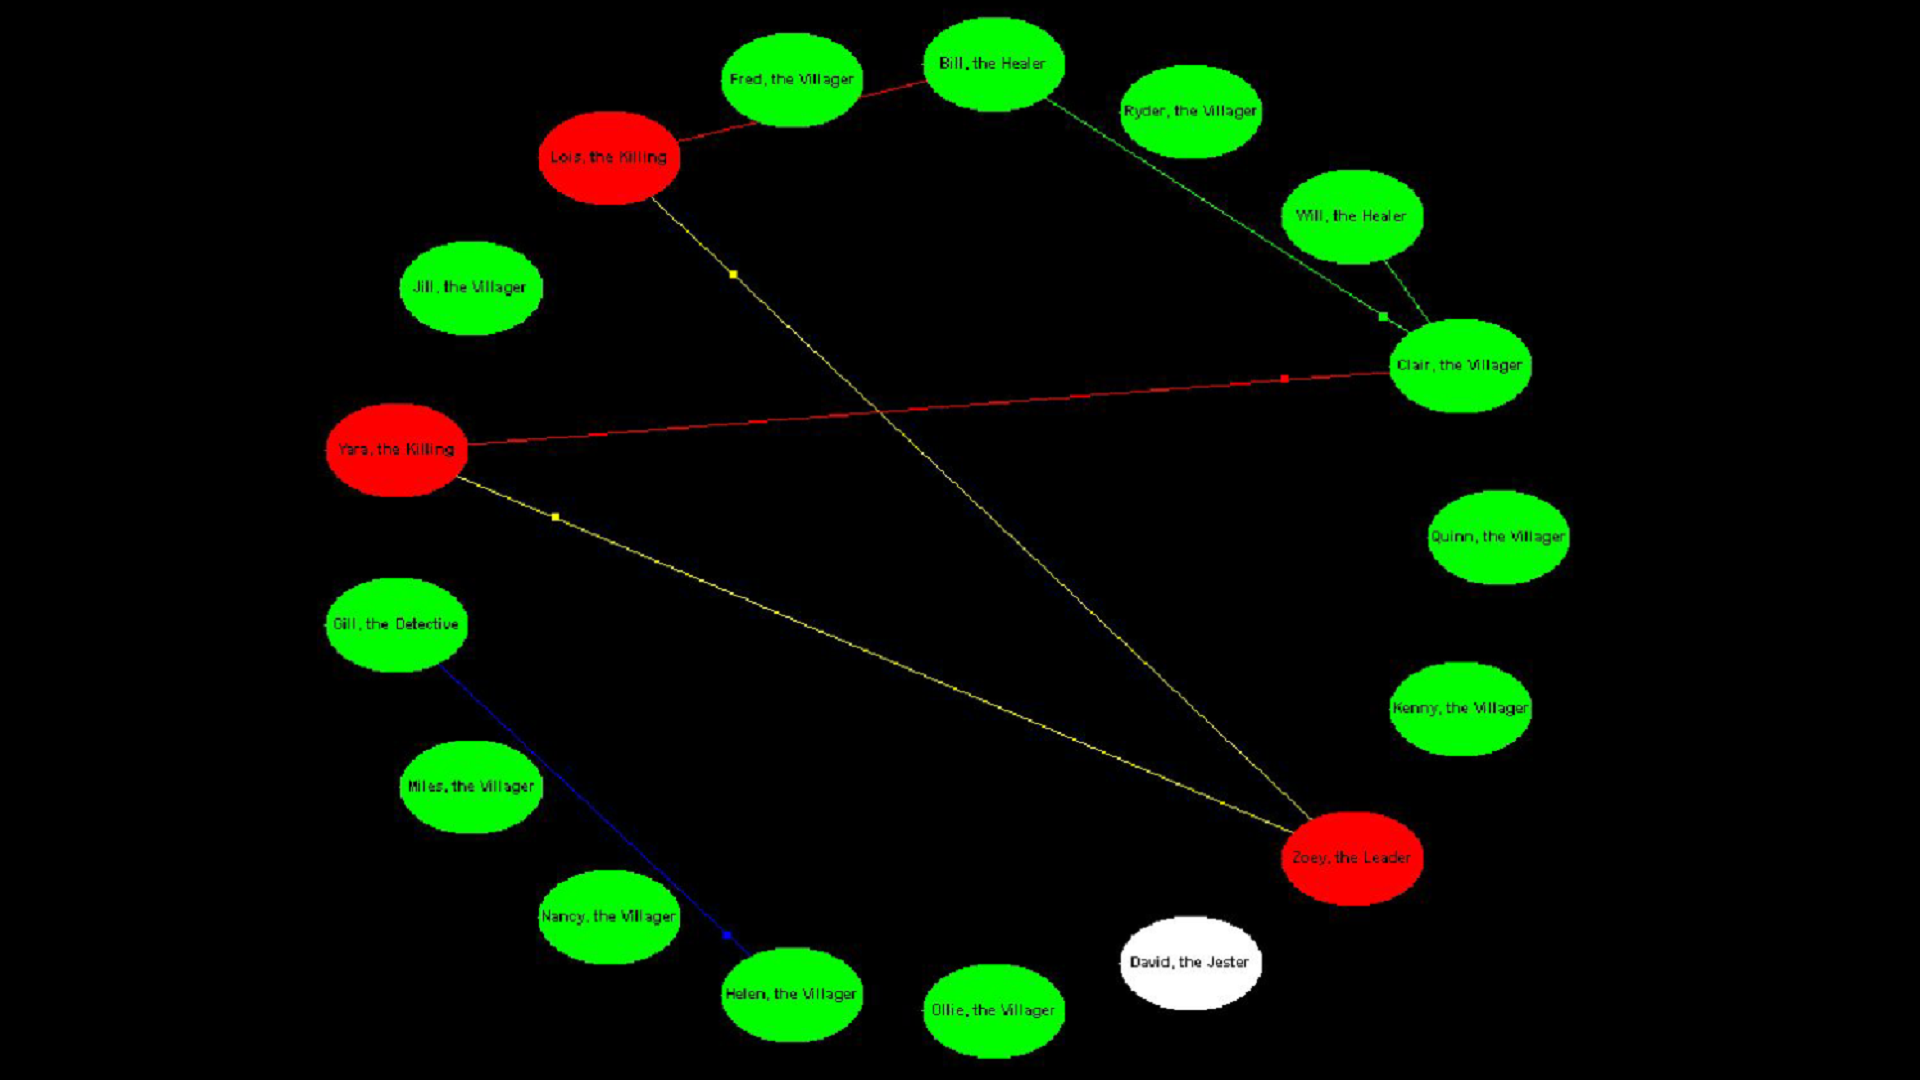 Bill, the Healer
Fred, the Villager
Ryder, the Villager
Lois, the Killing
Will, the Healer
Jill, the Villager
Clair, the Villager
Yara, the Killing
Quinn, the Villager
Gill, the Detective
Kenny, the Villager
Miles, the Villager
Zoey, the Leader
Nancy, the Villager
David, the Jester
Helen, the Villager
Ollie, the Villager